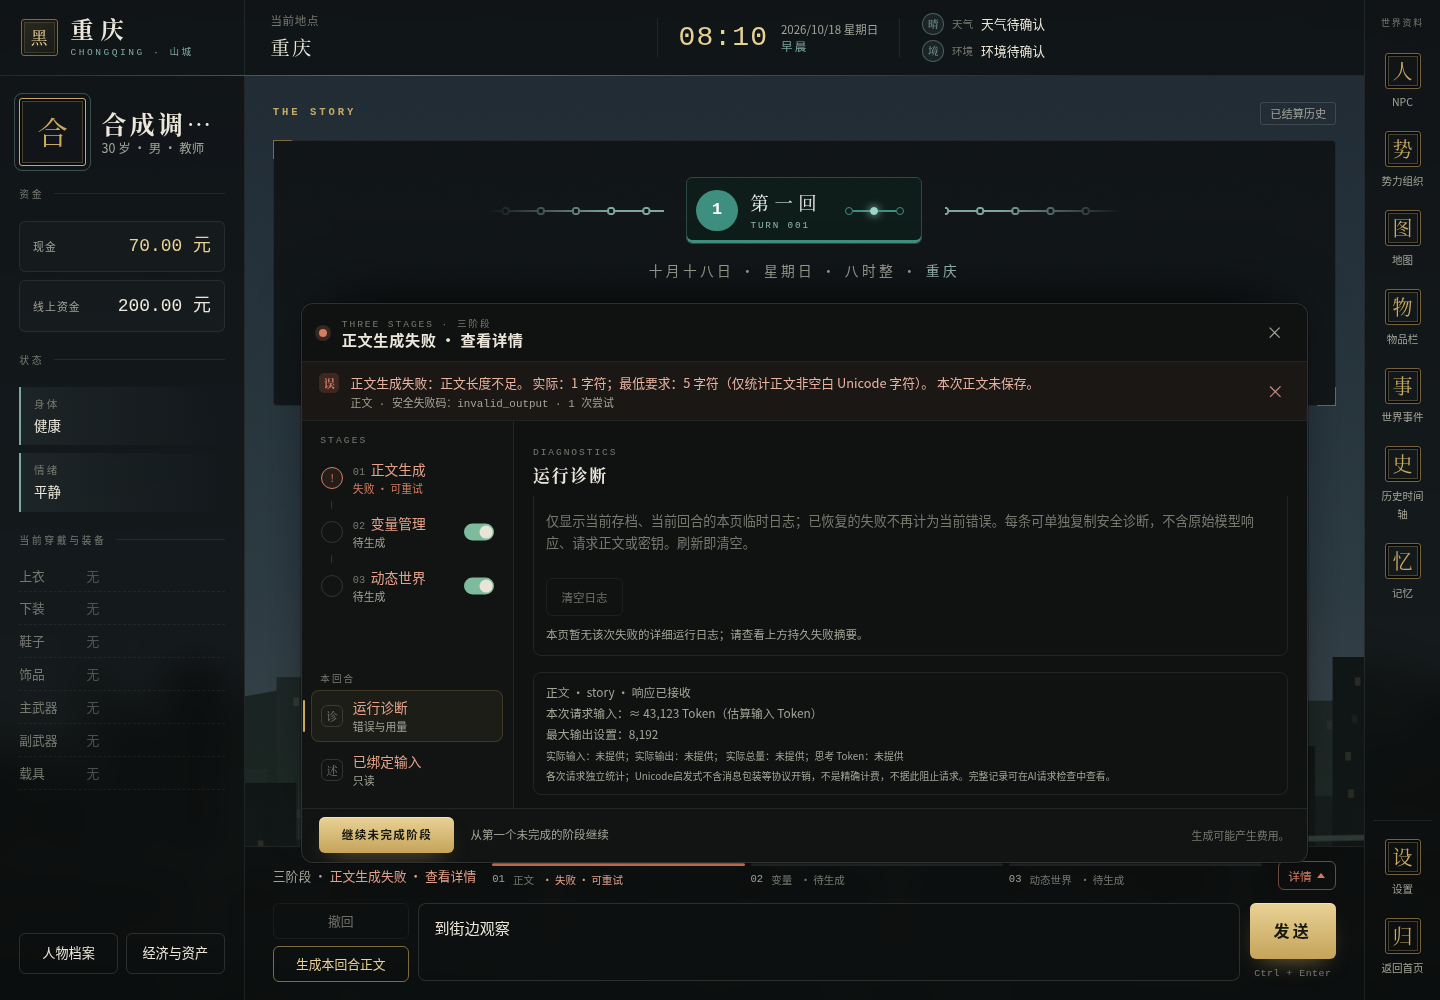 黑
重庆
CHONGQING · 山城
当前地点
重庆
08:10
2026/10/18 星期日
早晨
晴 天气 天气待确认
境 环境 环境待确认
世界资料
合
合成调···
30 岁 · 男 · 教师
资金
现金 70.00 元
线上资金 200.00 元
状态
身体
健康
情绪
平静
当前穿戴与装备
上衣 无
下装 无
鞋子 无
饰品 无
主武器 无
副武器 无
载具 无
人物档案
经济与资产
THE STORY
已结算历史
1
第一回
TURN 001
十月十八日 · 星期日 · 八时整 · 重庆
THREE STAGES · 三阶段
正文生成失败 · 查看详情
误
正文生成失败：正文长度不足。 实际：1 字符；最低要求：5 字符（仅统计正文非空白 Unicode 字符）。 本次正文未保存。
正文 · 安全失败码：invalid_output · 1 次尝试
STAGES
! 01 正文生成
失败 · 可重试
02 变量管理
待生成
03 动态世界
待生成
本回合
诊 运行诊断
错误与用量
述 已绑定输入
只读
DIAGNOSTICS
运行诊断
仅显示当前存档、当前回合的本页临时日志；已恢复的失败不再计为当前错误。每条可单独复制安全诊断，不含原始模型响
应、请求正文或密钥。刷新即清空。
清空日志
本页暂无该次失败的详细运行日志；请查看上方持久失败摘要。
正文 · story · 响应已接收
本次请求输入：≈ 43,123 Token（估算输入 Token）
最大输出设置：8,192
实际输入：未提供；实际输出：未提供； 实际总量：未提供；思考 Token：未提供
各次请求独立统计；Unicode启发式不含消息包装等协议开销，不是精确计费，不据此阻止请求。完整记录可在AI请求检查中查看。
继续未完成阶段
从第一个未完成的阶段继续
生成可能产生费用。
三阶段 · 正文生成失败 · 查看详情
01 正文 · 失败 · 可重试
02 变量 · 待生成
03 动态世界 · 待生成
详情
撤回
生成本回合正文
到街边观察
发送
Ctrl + Enter
人
NPC
势
势力组织
图
地图
物
物品栏
事
世界事件
史
历史时间
轴
忆
记忆
设
设置
归
返回首页